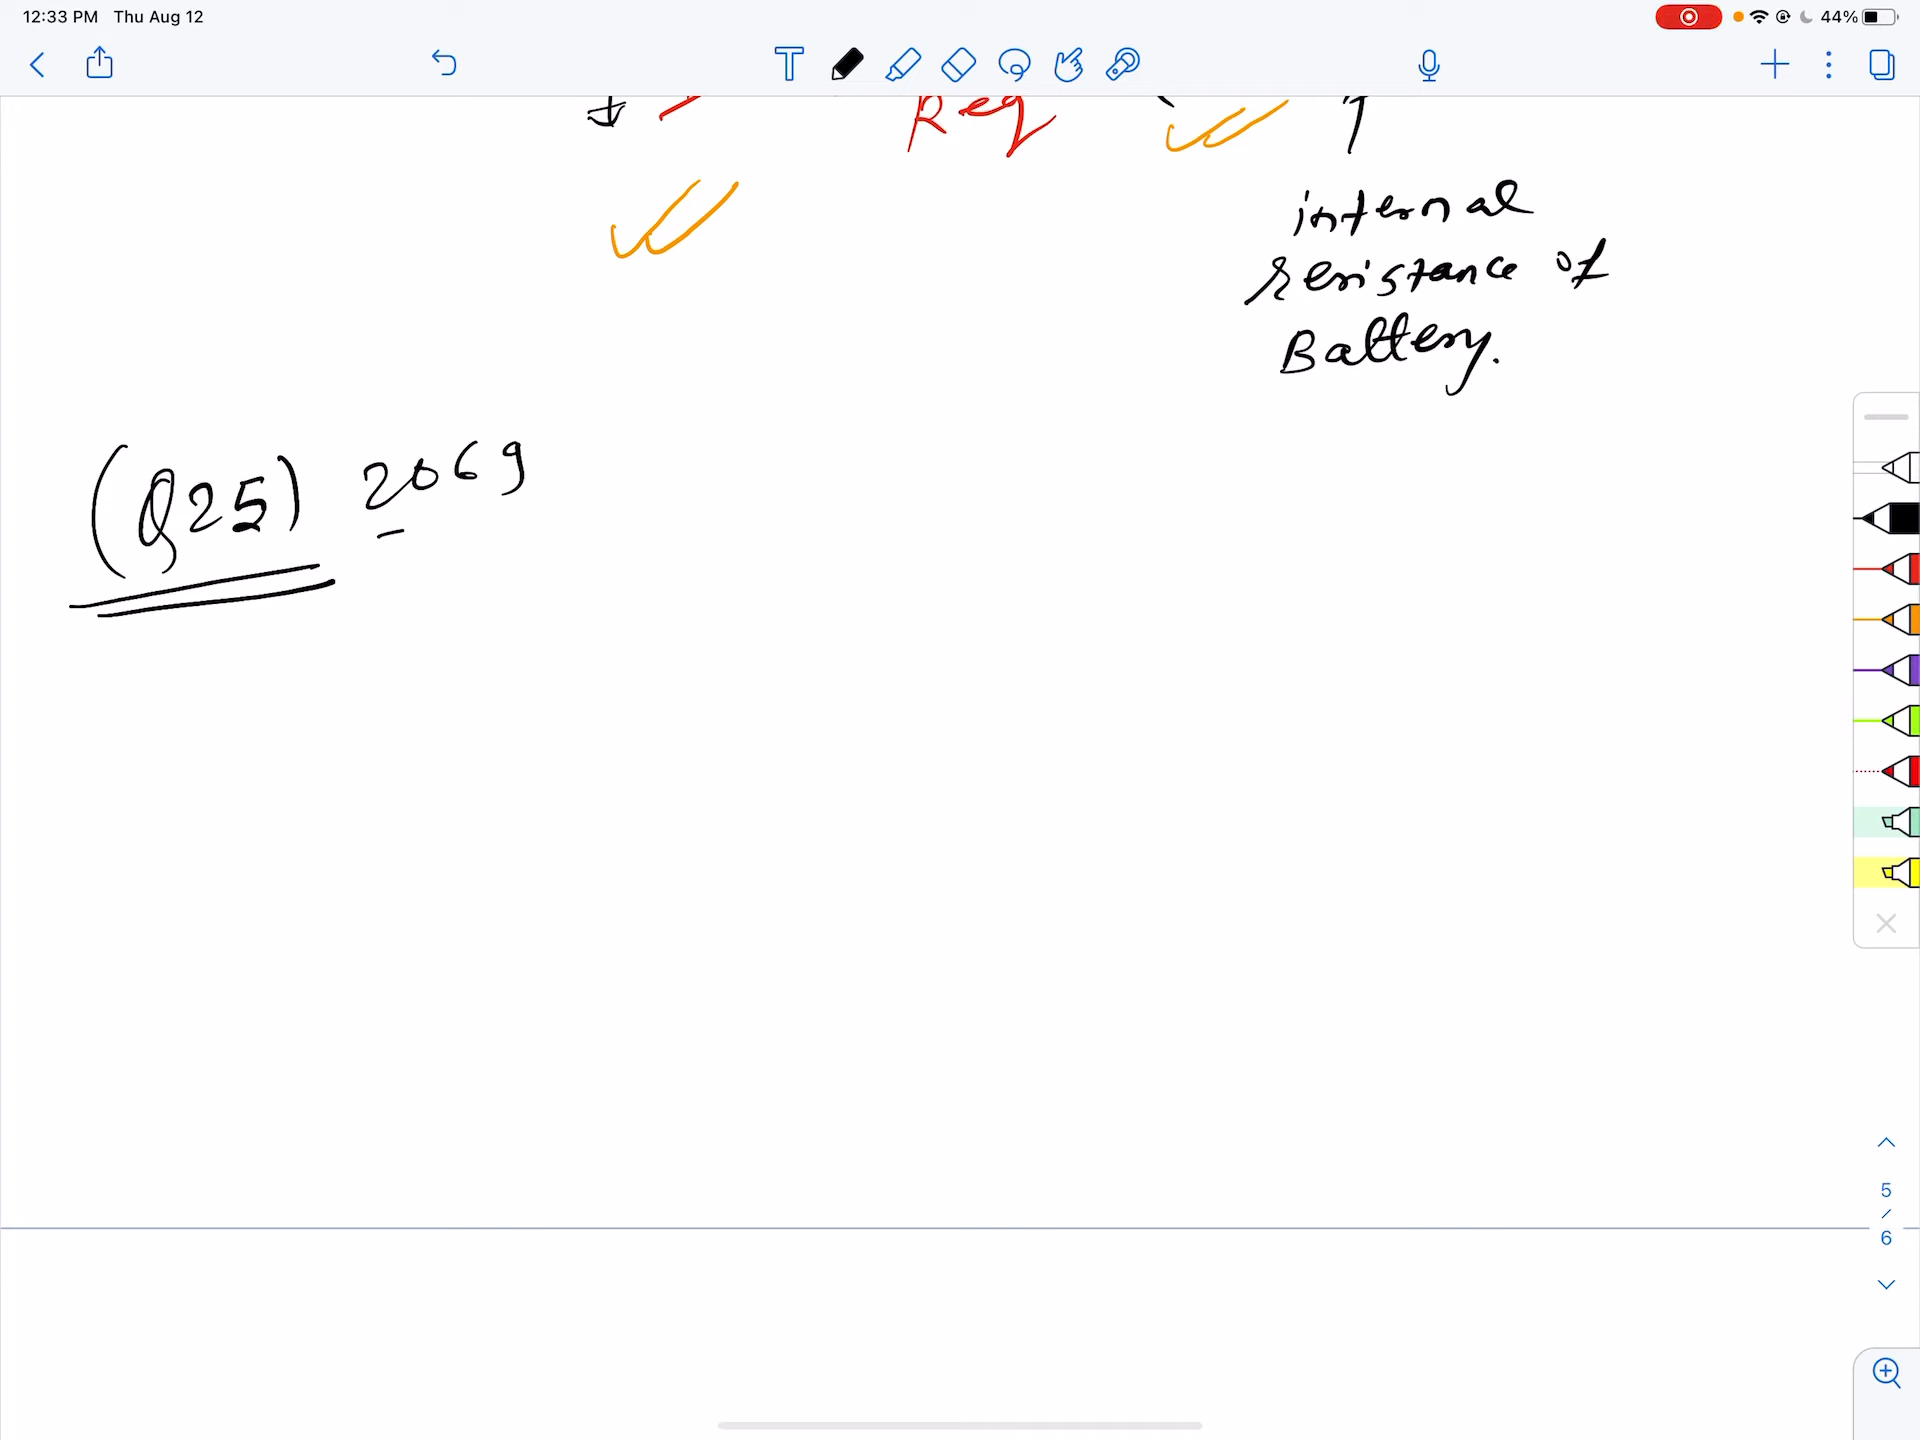 12:33 PM Thu Aug 12
44%
Req
internal
resistance of
Battery.
(Q25) 2069
5
/
6